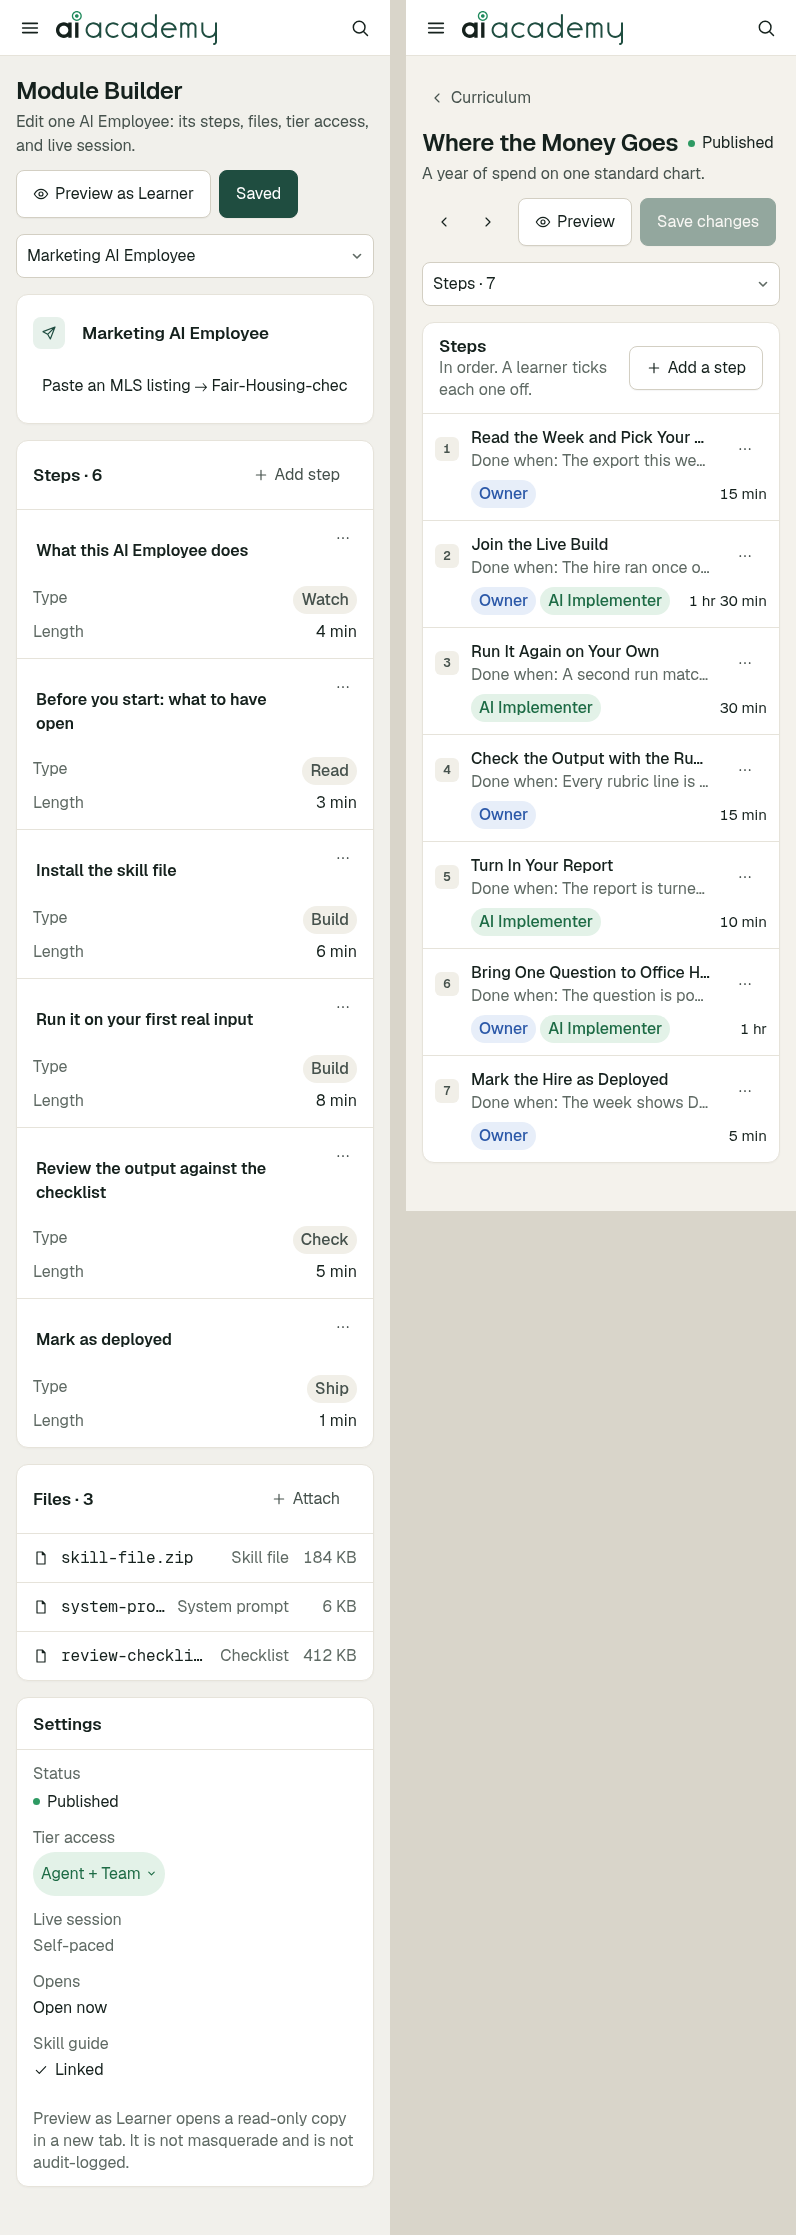 ai academy
Module Builder
Edit one AI Employee: its steps, files, tier access,
and live session.
Preview as Learner
Saved
Marketing AI Employee
Marketing AI Employee
Paste an MLS listing → Fair-Housing-chec
Steps · 6
+ Add step
What this AI Employee does
...
Type
Watch
Length
4 min
Before you start: what to have
open
...
Type
Read
Length
3 min
Install the skill file
...
Type
Build
Length
6 min
Run it on your first real input
...
Type
Build
Length
8 min
Review the output against the
checklist
...
Type
Check
Length
5 min
Mark as deployed
...
Type
Ship
Length
1 min
Files · 3
+ Attach
skill-file.zip Skill file 184 KB
system-pro... System prompt 6 KB
review-checkli... Checklist 412 KB
Settings
Status
Published
Tier access
Agent + Team
Live session
Self-paced
Opens
Open now
Skill guide
Linked
Preview as Learner opens a read-only copy
in a new tab. It is not masquerade and is not
audit-logged.
ai academy
Curriculum
Where the Money Goes
Published
A year of spend on one standard chart.
Preview
Save changes
Steps · 7
Steps
In order. A learner ticks
each one off.
+ Add a step
1
Read the Week and Pick Your ...
...
Done when: The export this we...
Owner
15 min
2
Join the Live Build
...
Done when: The hire ran once o...
Owner AI Implementer
1 hr 30 min
3
Run It Again on Your Own
...
Done when: A second run matc...
AI Implementer
30 min
4
Check the Output with the Ru...
...
Done when: Every rubric line is ...
Owner
15 min
5
Turn In Your Report
...
Done when: The report is turne...
AI Implementer
10 min
6
Bring One Question to Office H...
...
Done when: The question is po...
Owner AI Implementer
1 hr
7
Mark the Hire as Deployed
...
Done when: The week shows D...
Owner
5 min